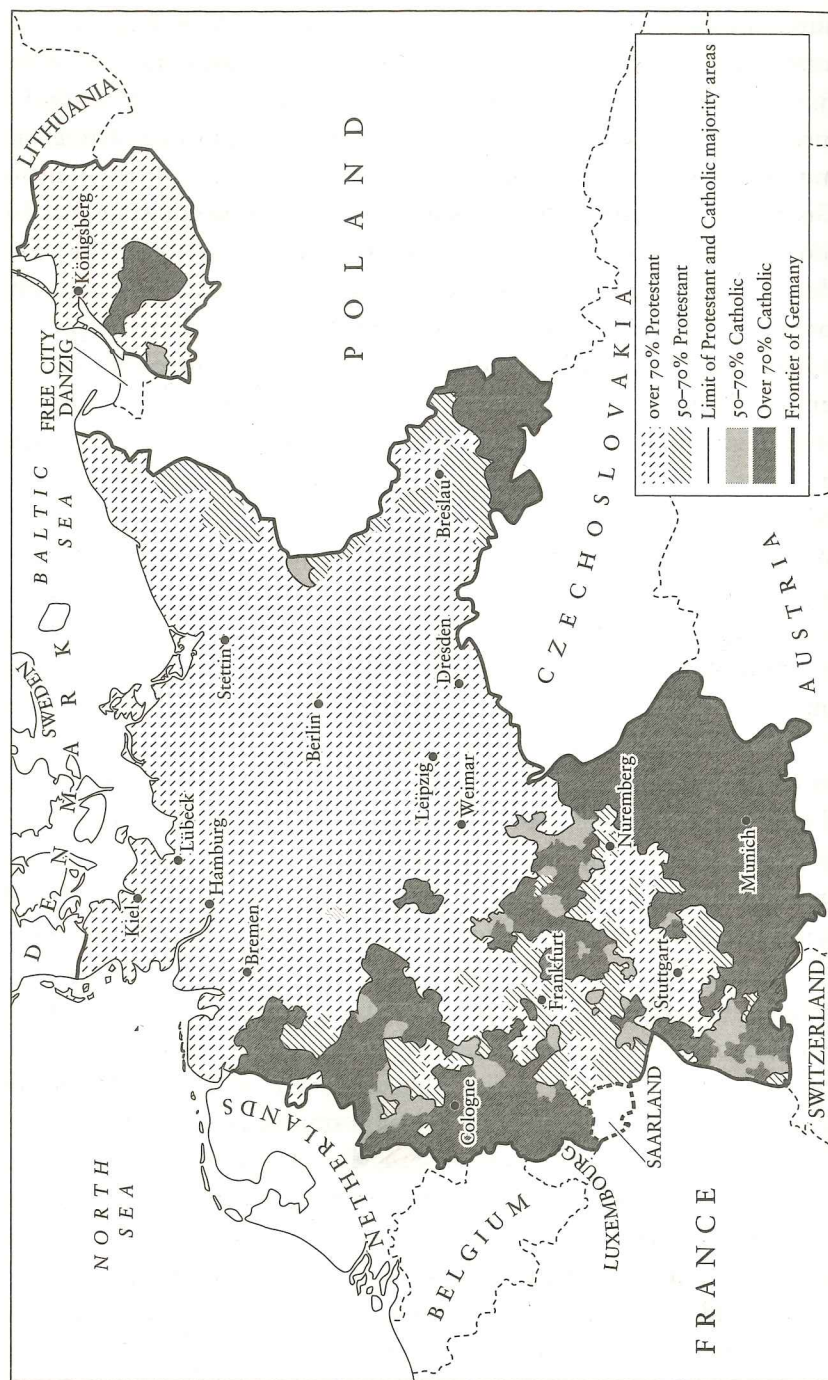 LITHUANIA
Königsberg
FREE CITY
DANZIG
BALTIC
SEA
SWEDEN
DENMARK
NORTH
SEA
Kiel
Lübeck
Hamburg
Stettin
Bremen
Berlin
POLAND
NETHERLANDS
Leipzig
Dresden
Breslau
Weimar
Cologne
BELGIUM
LUXEMBOURG
Frankfurt
CZECHOSLOVAKIA
SAARLAND
Nuremberg
Stuttgart
FRANCE
Munich
AUSTRIA
SWITZERLAND
over 70% Protestant
50–70% Protestant
Limit of Protestant and Catholic majority areas
50–70% Catholic
Over 70% Catholic
Frontier of Germany